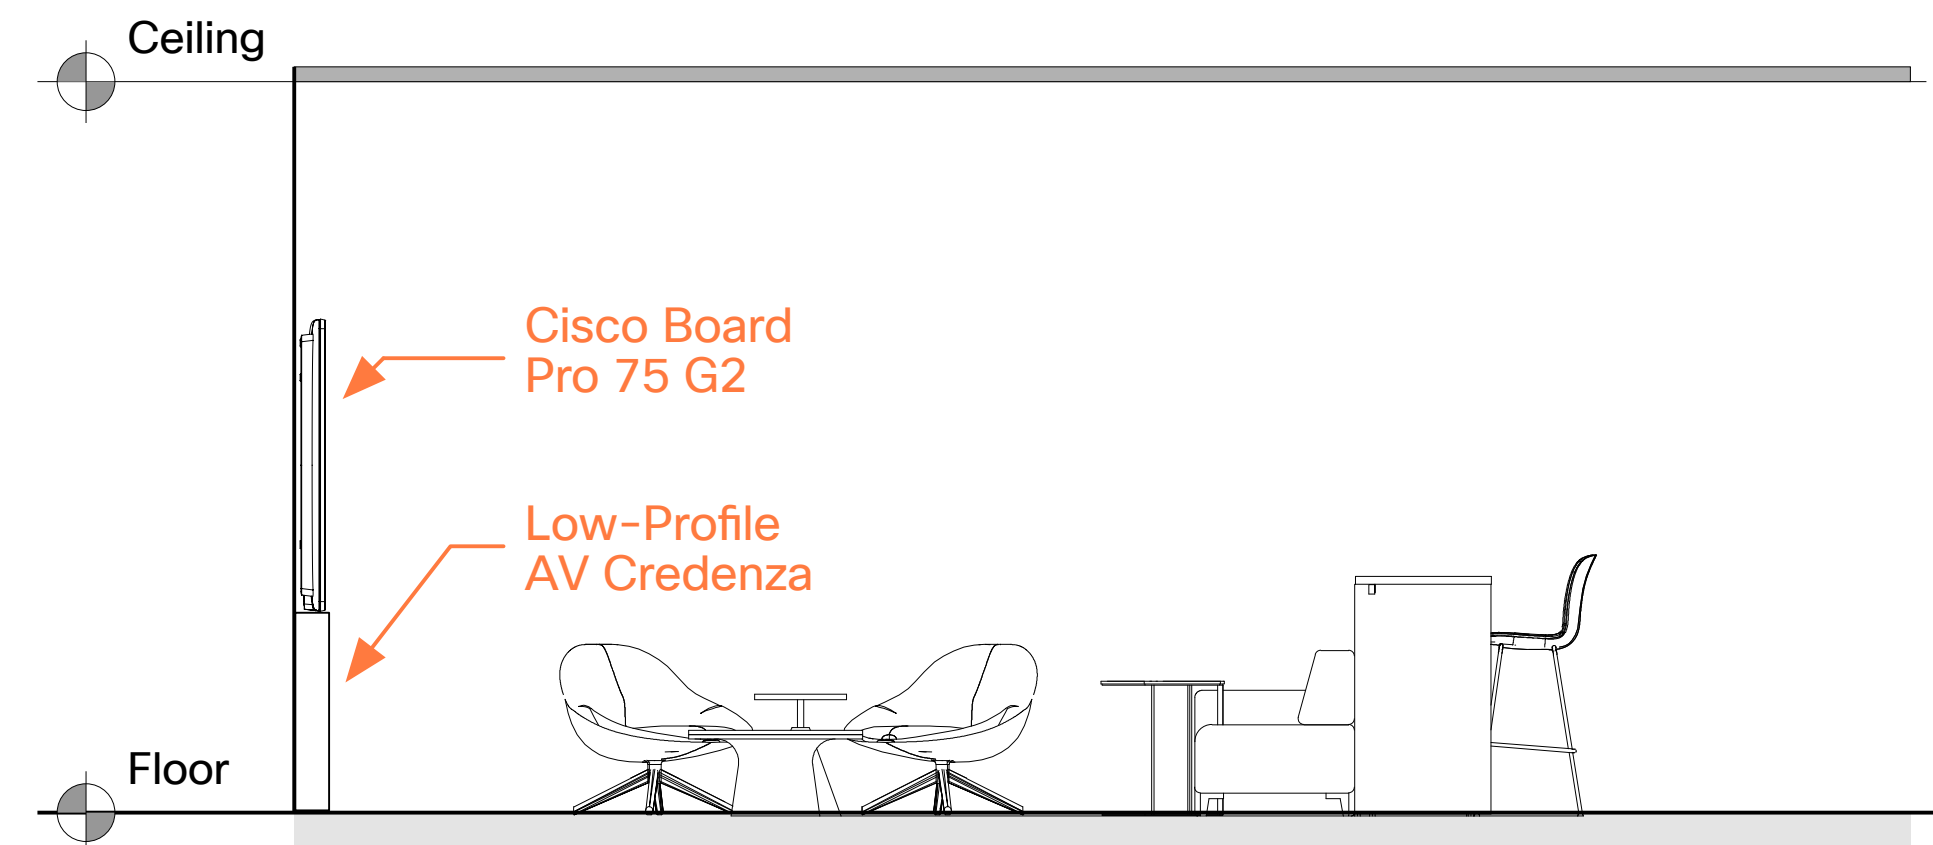 Ceiling
Cisco Board
Pro 75 G2
Low-Profile
AV Credenza
Floor